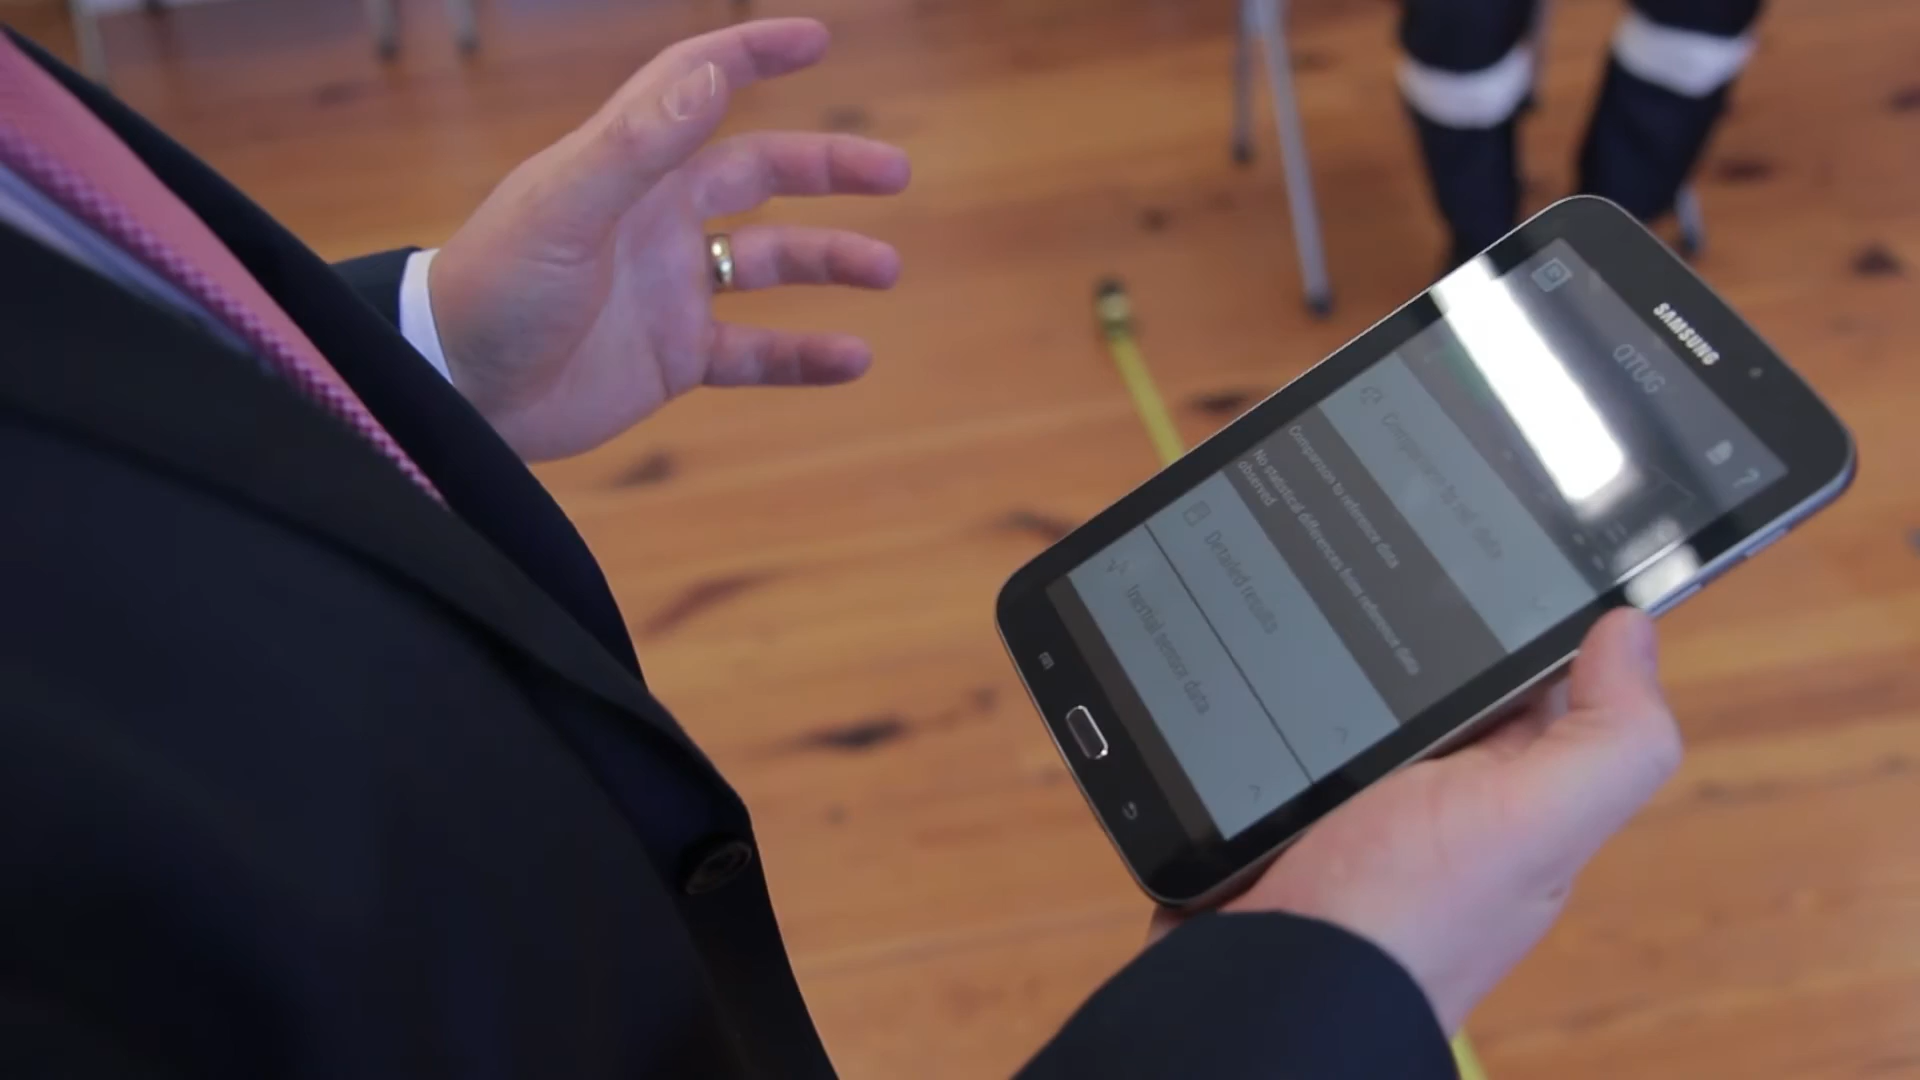 SAMSUNG
QTUG
?
Comparison to ref. data
Comparison to reference data
No statistical differences from reference data
observed
Detailed results
Inertial sensor data